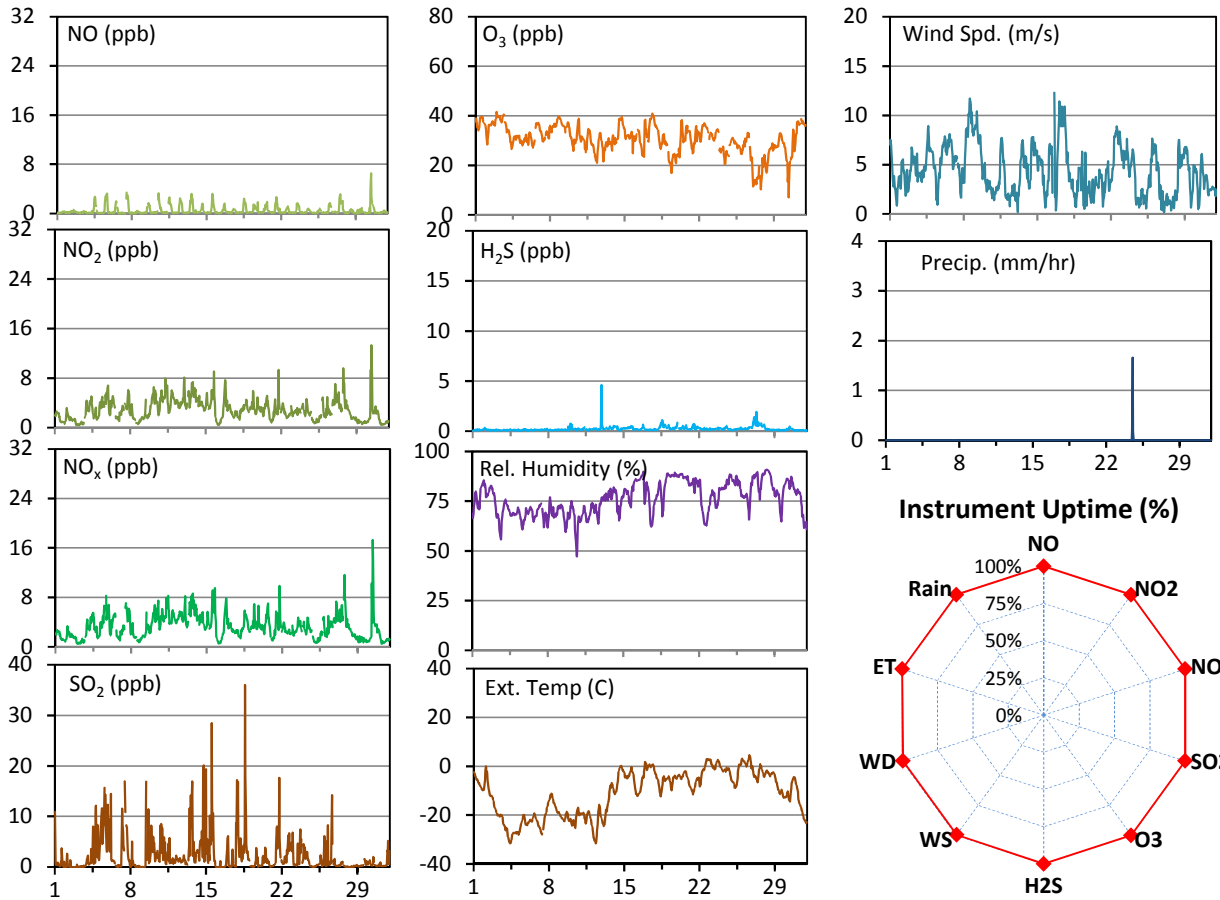 NO (ppb)
32
24
16
8
0
NO2 (ppb)
32
24
16
8
0
NOx (ppb)
32
24
16
8
0
SO2 (ppb)
40
30
20
10
0
1 8 15 22 29
O3 (ppb)
80
60
40
20
0
H2S (ppb)
20
15
10
5
0
Rel. Humidity (%)
100
75
50
25
0
Ext. Temp (C)
40
20
0
-20
-40
1 8 15 22 29
Wind Spd. (m/s)
20
15
10
5
0
Precip. (mm/hr)
4
3
2
1
0
1 8 15 22 29
Instrument Uptime (%)
NO
100%
Rain
NO2
75%
50%
25%
ET
NO
0%
WD
SO2
WS
O3
H2S